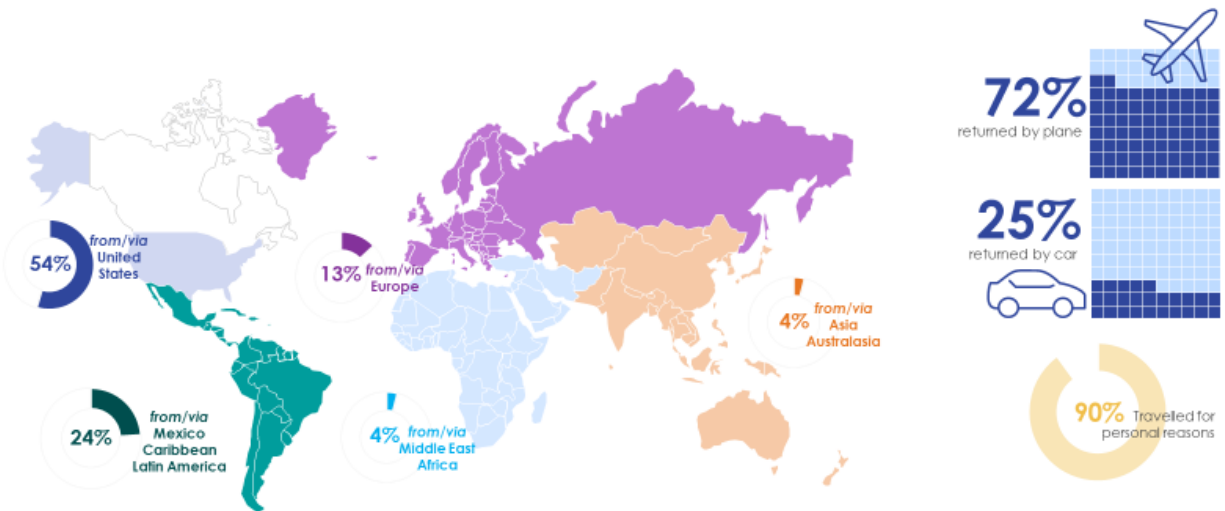 54%
from/via
United
States
13%
from/via
Europe
4%
from/via
Asia
Australasia
24%
from/via
Mexico
Caribbean
Latin America
4%
from/via
Middle East
Africa
72%
returned by plane
25%
returned by car
90%
Travelled for
personal reasons